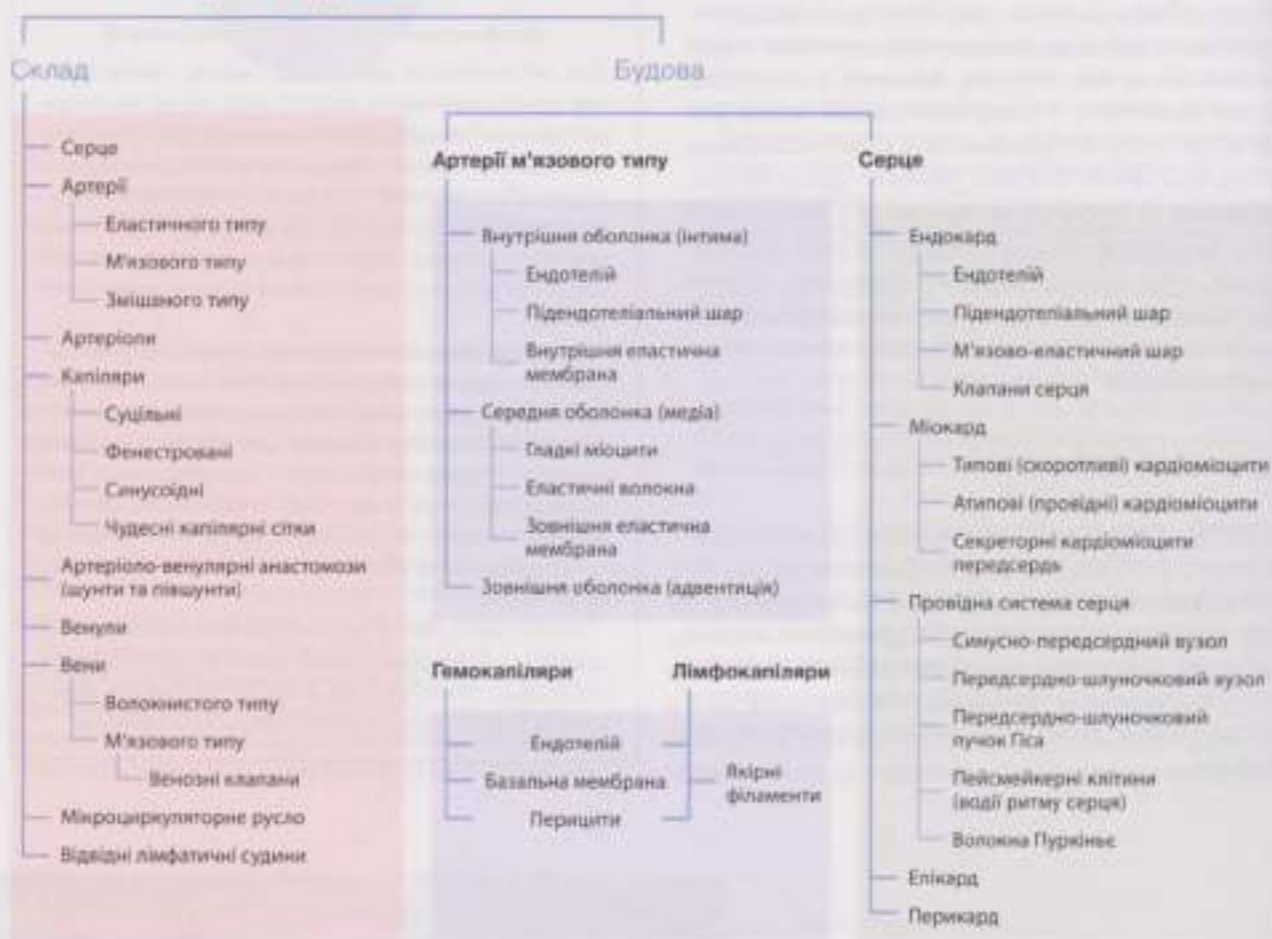 Склад
Будова
Серце
Артерії
Еластичного типу
М'язового типу
Змішаного типу
Артеріоли
Капіляри
Суцільні
Фенестровані
Синусоїдні
Чудесні капілярні сітки
Артеріоло-венулярні анастомози
(шунти та півшунти)
Венули
Вени
Волокнистого типу
М'язового типу
Венозні клапани
Мікроциркуляторне русло
Відвідні лімфатичні судини
Артерії м'язового типу
Внутрішня оболонка (інтима)
Ендотелій
Підендотеліальний шар
Внутрішня еластична
мембрана
Середня оболонка (медіа)
Гладкі міоцити
Еластичні волокна
Зовнішня еластична
мембрана
Зовнішня оболонка (адвентиція)
Гемокапіляри
Лімфокапіляри
Ендотелій
Базальна мембрана
Перицити
Якірні
філаменти
Серце
Ендокард
Ендотелій
Підендотеліальний шар
М'язово-еластичний шар
Клапани серця
Міокард
Типові (скоротливі) кардіоміоцити
Атипові (провідні) кардіоміоцити
Секреторні кардіоміоцити
передсердь
Провідна система серця
Синусно-передсердний вузол
Передсердно-шлуночковий вузол
Передсердно-шлуночковий
пучок Гіса
Пейсмейкерні клітини
(водії ритму серця)
Волокна Пуркіньє
Епікард
Перикард